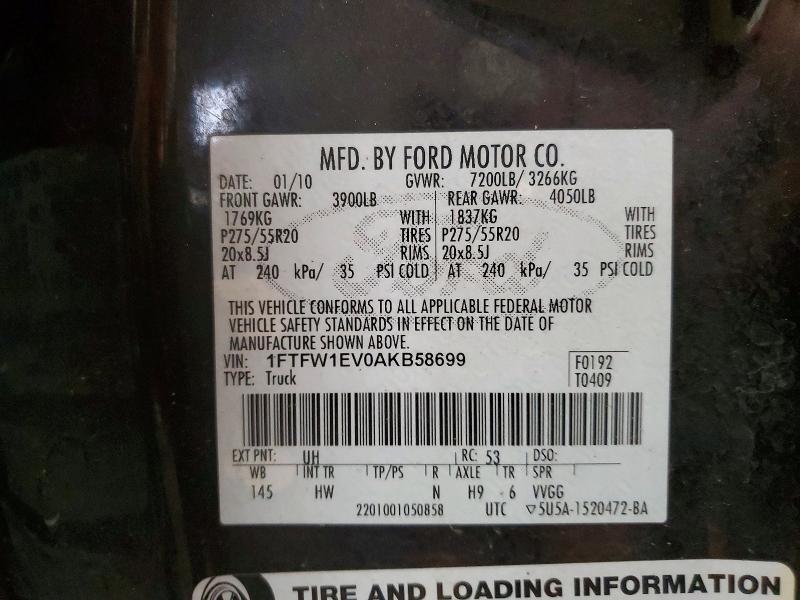 MFD. BY FORD MOTOR CO.
DATE: 01/10 GVWR: 7200LB/ 3266KG
FRONT GAWR: 3900LB REAR GAWR: 4050LB
1769KG WITH 1837KG WITH
P275/55R20 TIRES P275/55R20 TIRES
20x8.5J RIMS 20x8.5J RIMS
AT 240 kPa/ 35 PSI COLD AT 240 kPa/ 35 PSI COLD
THIS VEHICLE CONFORMS TO ALL APPLICABLE FEDERAL MOTOR
VEHICLE SAFETY STANDARDS IN EFFECT ON THE DATE OF
MANUFACTURE SHOWN ABOVE.
VIN: 1FTFW1EV0AKB58699 F0192
TYPE: Truck T0409
EXT PNT: UH RC: 53 DSO:
WB INT TR TP/PS R AXLE TR SPR
145 HW N H9 6 VVGG
2201001050858 UTC ▽5U5A-1520472-BA
TIRE AND LOADING INFORMATION